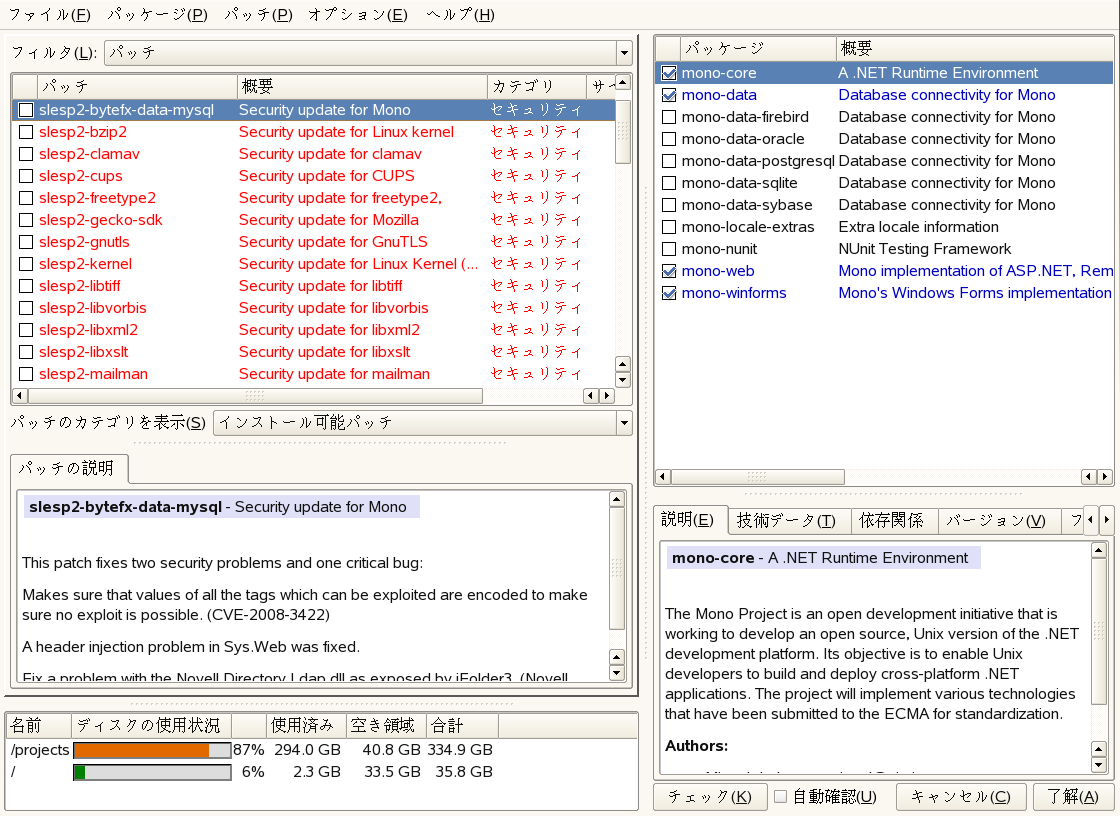 ファイル(F) パッケージ(P) パッチ(P) オプション(E) ヘルプ(H)
フィルタ(L): パッチ
パッチ 概要 カテゴリ サイ
slesp2-bytefx-data-mysql Security update for Mono セキュリティ
slesp2-bzip2 Security update for Linux kernel セキュリティ
slesp2-clamav Security update for clamav セキュリティ
slesp2-cups Security update for CUPS セキュリティ
slesp2-freetype2 Security update for freetype2, セキュリティ
slesp2-gecko-sdk Security update for Mozilla セキュリティ
slesp2-gnutls Security update for GnuTLS セキュリティ
slesp2-kernel Security update for Linux Kernel (... セキュリティ
slesp2-libtiff Security update for libtiff セキュリティ
slesp2-libvorbis Security update for libvorbis セキュリティ
slesp2-libxml2 Security update for libxml2 セキュリティ
slesp2-libxslt Security update for libxslt セキュリティ
slesp2-mailman Security update for mailman セキュリティ
パッチのカテゴリを表示(S) インストール可能パッチ
パッチの説明
slesp2-bytefx-data-mysql - Security update for Mono
This patch fixes two security problems and one critical bug:
Makes sure that values of all the tags which can be exploited are encoded to make
sure no exploit is possible. (CVE-2008-3422)
A header injection problem in Sys.Web was fixed.
Fix a problem with the Novell.Directory.Ldap.dll as exposed by iFolder3. (Novell
名前 ディスクの使用状況 使用済み 空き領域 合計
/projects 87% 294.0 GB 40.8 GB 334.9 GB
/ 6% 2.3 GB 33.5 GB 35.8 GB
パッケージ 概要
mono-core A .NET Runtime Environment
mono-data Database connectivity for Mono
mono-data-firebird Database connectivity for Mono
mono-data-oracle Database connectivity for Mono
mono-data-postgresql Database connectivity for Mono
mono-data-sqlite Database connectivity for Mono
mono-data-sybase Database connectivity for Mono
mono-locale-extras Extra locale information
mono-nunit NUnit Testing Framework
mono-web Mono implementation of ASP.NET, Rem
mono-winforms Mono's Windows Forms implementation
説明(E) 技術データ(T) 依存関係 バージョン(V) フ
mono-core - A .NET Runtime Environment
The Mono Project is an open development initiative that is
working to develop an open source, Unix version of the .NET
development platform. Its objective is to enable Unix
developers to build and deploy cross-platform .NET
applications. The project will implement various technologies
that have been submitted to the ECMA for standardization.
Authors:
チェック(K) 自動確認(U) キャンセル(C) 了解(A)